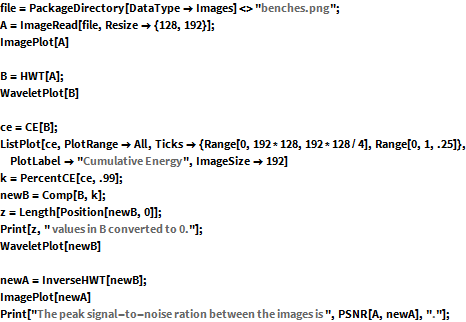 file = PackageDirectory[DataType → Images] <> "benches.png";
A = ImageRead[file, Resize → {128, 192}];
ImagePlot[A]
B = HWT[A];
WaveletPlot[B]
ce = CE[B];
ListPlot[ce, PlotRange → All, Ticks → {Range[0, 192 * 128, 192 * 128 / 4], Range[0, 1, .25]},
PlotLabel → "Cumulative Energy", ImageSize → 192]
k = PercentCE[ce, .99];
newB = Comp[B, k];
z = Length[Position[newB, 0]];
Print[z, " values in B converted to 0."];
WaveletPlot[newB]
newA = InverseHWT[newB];
ImagePlot[newA]
Print["The peak signal-to-noise ration between the images is ", PSNR[A, newA], "."];